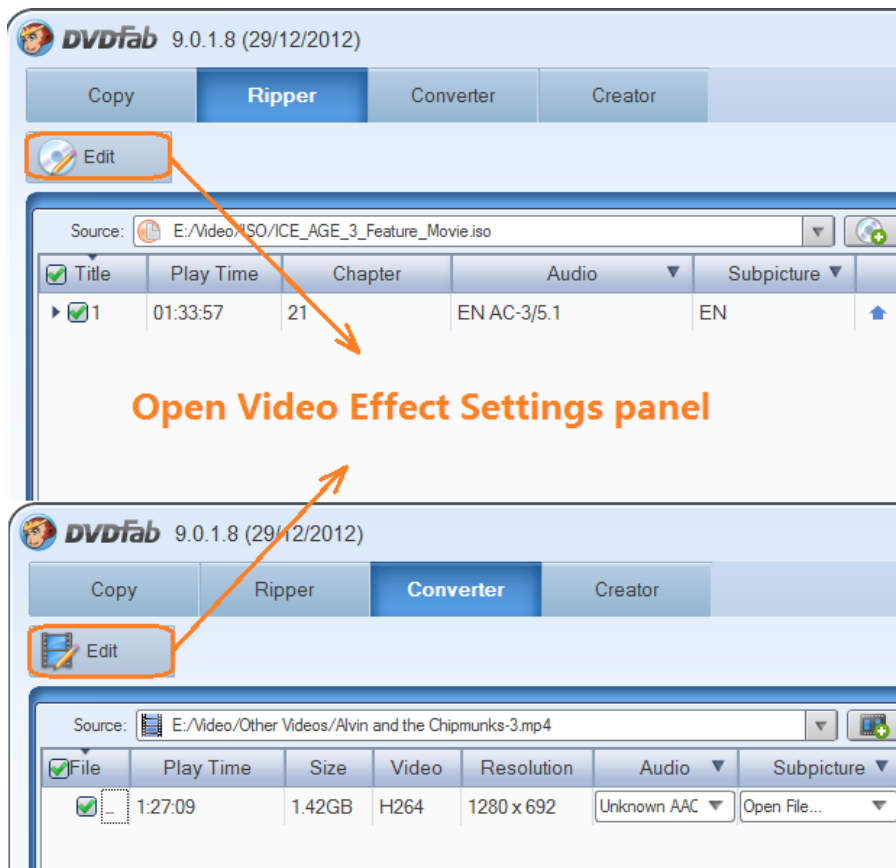 DVDFab 9.0.1.8 (29/12/2012)
Copy Ripper Converter Creator
Edit
Source: E:/Video/ISO/ICE_AGE_3_Feature_Movie.iso
Title Play Time Chapter Audio Subpicture
1 01:33:57 21 EN AC-3/5.1 EN
Open Video Effect Settings panel
DVDFab 9.0.1.8 (29/12/2012)
Copy Ripper Converter Creator
Edit
Source: E:/Video/Other Videos/Alvin and the Chipmunks-3.mp4
File Play Time Size Video Resolution Audio Subpicture
... 1:27:09 1.42GB H264 1280 x 692 Unknown AAC Open File...